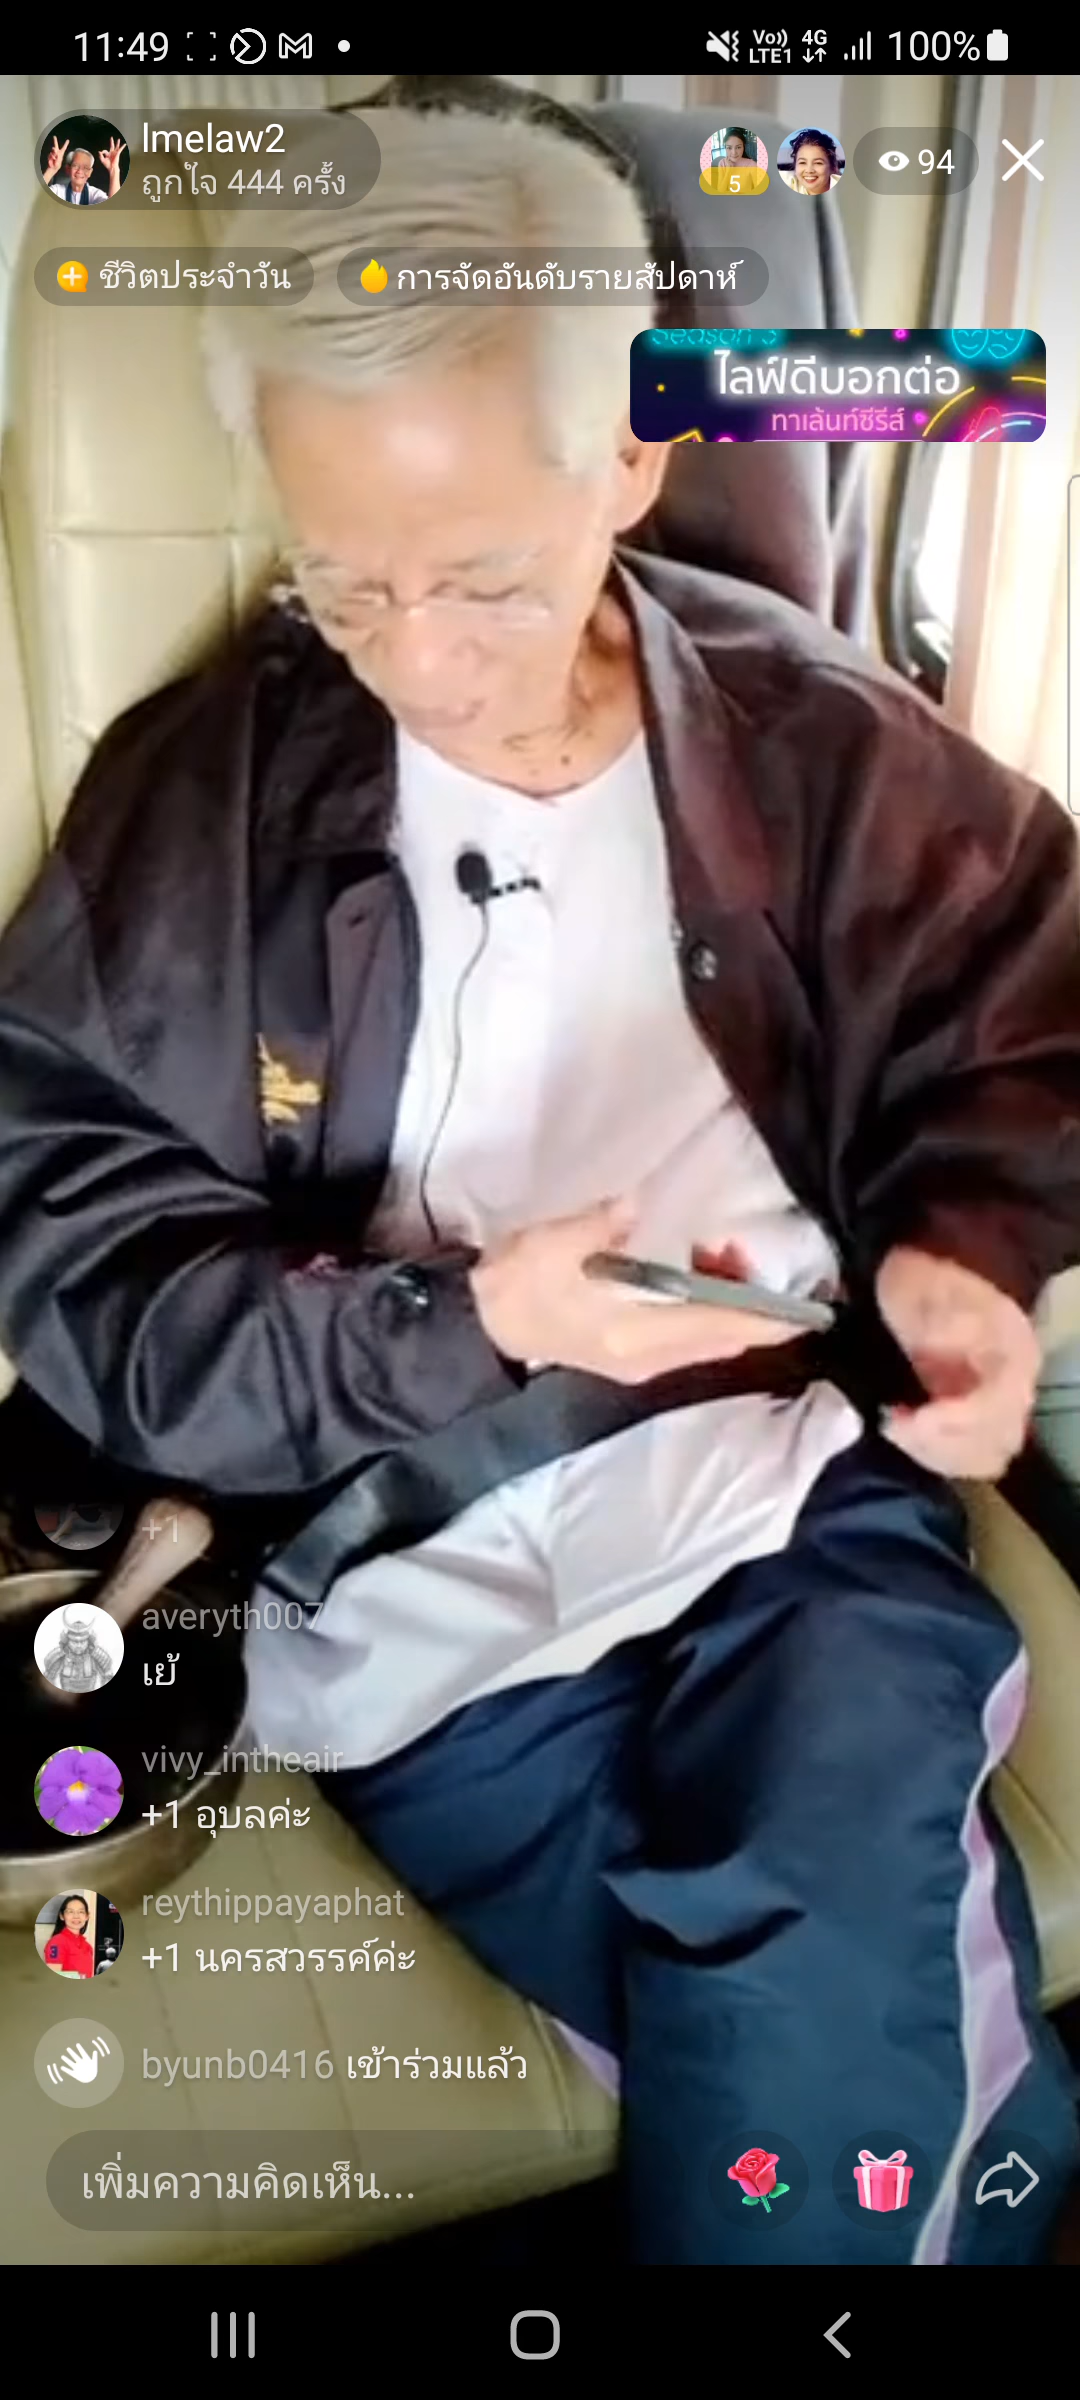 11:49
Vo)) LTE1 4G 100%
lmelaw2
ถูกใจ 444 ครั้ง
5
94
ชีวิตประจำวัน
การจัดอันดับรายสัปดาห์
Season 3
ไลฟ์ดีบอกต่อ
ทาเล้นท์ซีรีส์
+1
averyth007
เย้
vivy_intheair
+1 อุบลค่ะ
reythippayaphat
+1 นครสวรรค์ค่ะ
byunb0416 เข้าร่วมแล้ว
เพิ่มความคิดเห็น...